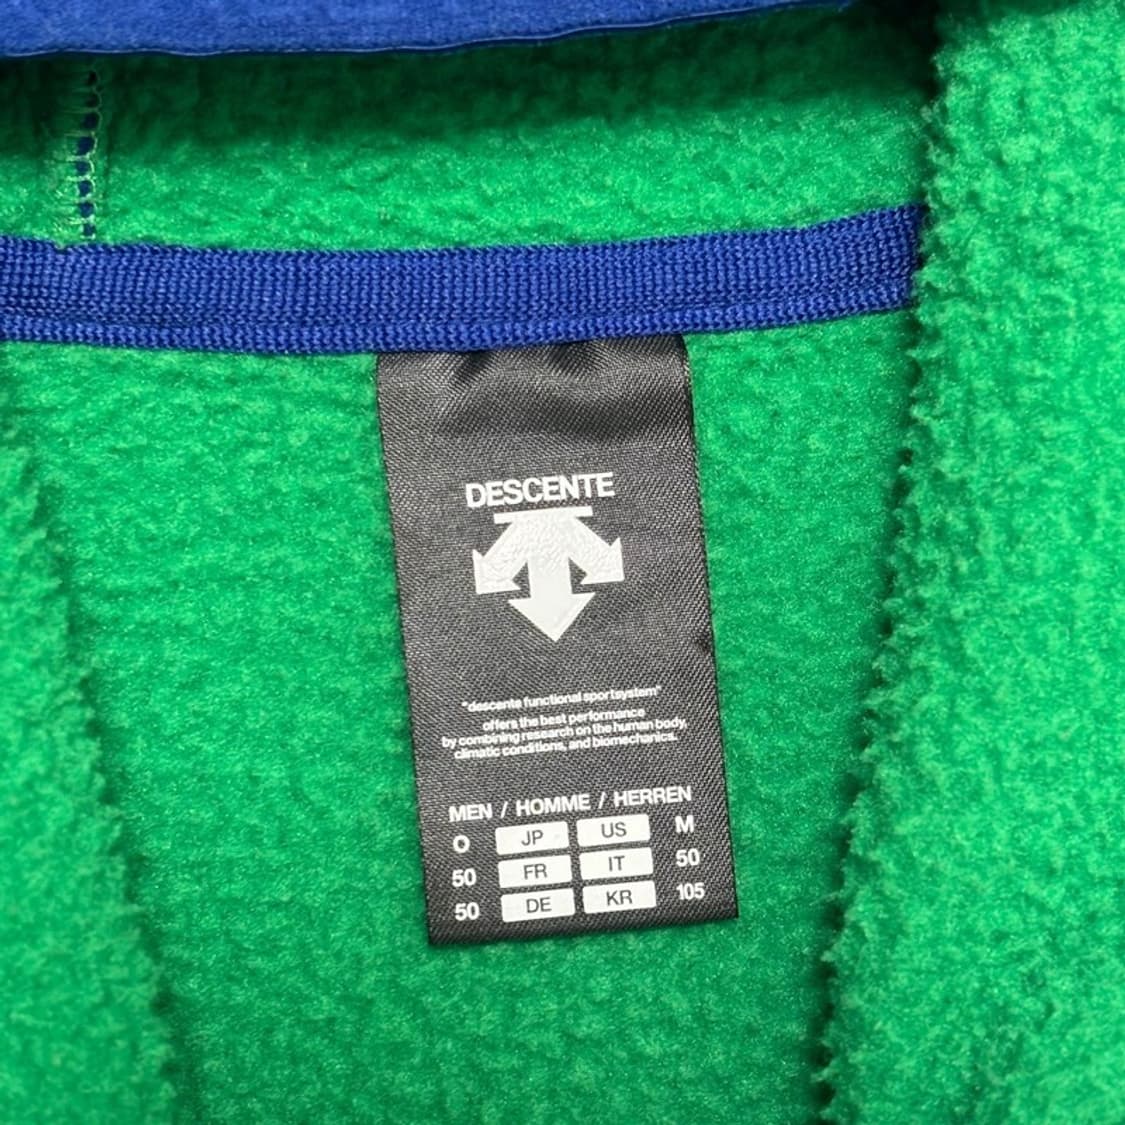 DESCENTE
"descente functional sportsystem"
offers the best performance
by combining research on the human body,
climatic conditions, and biomechanics.
MEN / HOMME / HERREN
O JP US M
50 FR IT 50
50 DE KR 105